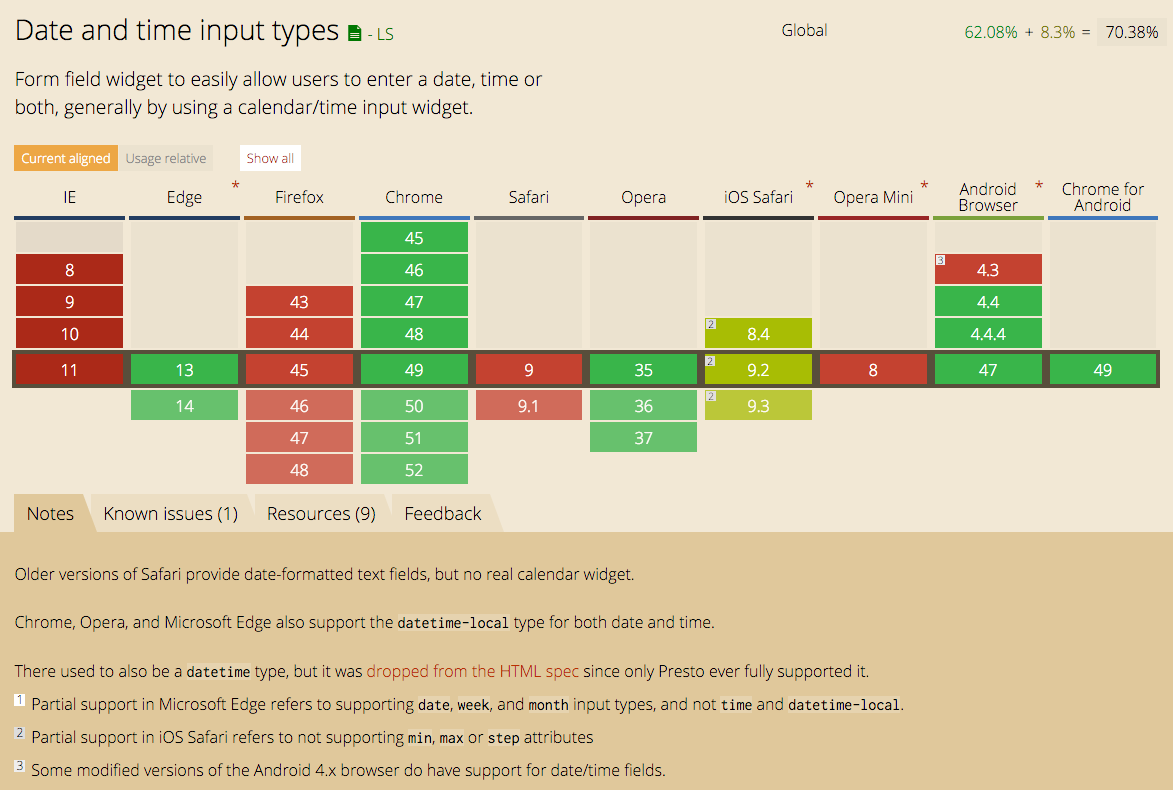 Date and time input types - LS
Global
62.08% + 8.3% = 70.38%
Form field widget to easily allow users to enter a date, time or
both, generally by using a calendar/time input widget.
Current aligned Usage relative Show all
IE Edge * Firefox Chrome Safari Opera iOS Safari * Opera Mini * Android Browser * Chrome for Android
45
8 46 3 4.3
9 43 47 4.4
10 44 48 2 8.4 4.4.4
11 13 45 49 9 35 2 9.2 8 47 49
14 46 50 9.1 36 2 9.3
47 51 37
48 52
Notes Known issues (1) Resources (9) Feedback
Older versions of Safari provide date-formatted text fields, but no real calendar widget.
Chrome, Opera, and Microsoft Edge also support the datetime-local type for both date and time.
There used to also be a datetime type, but it was dropped from the HTML spec since only Presto ever fully supported it.
1 Partial support in Microsoft Edge refers to supporting date, week, and month input types, and not time and datetime-local.
2 Partial support in iOS Safari refers to not supporting min, max or step attributes
3 Some modified versions of the Android 4.x browser do have support for date/time fields.